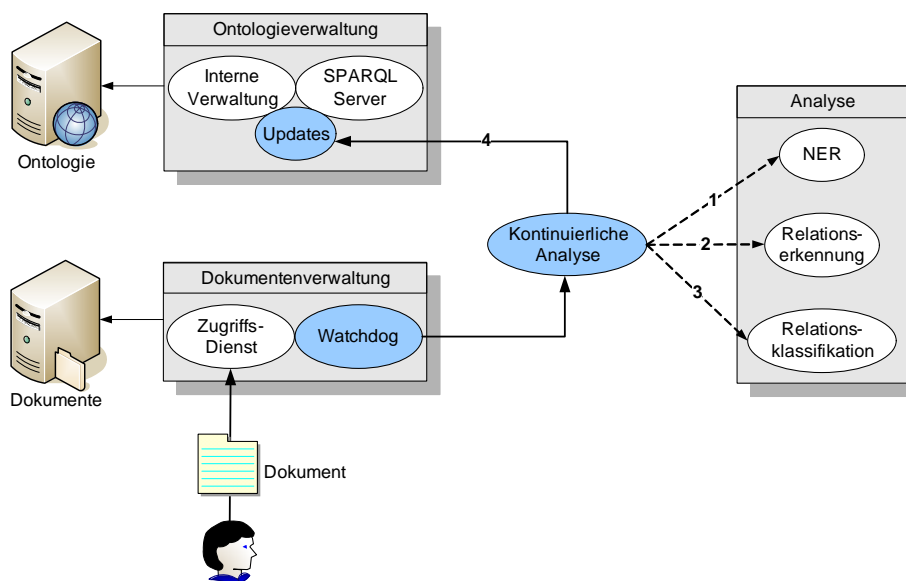 Ontologieverwaltung
Interne
Verwaltung
SPARQL
Server
Updates
Ontologie
4
Analyse
NER
1
Kontinuierliche
Analyse
2
Relations-
erkennung
3
Relations-
klassifikation
Dokumentenverwaltung
Zugriffs-
Dienst
Watchdog
Dokumente
Dokument